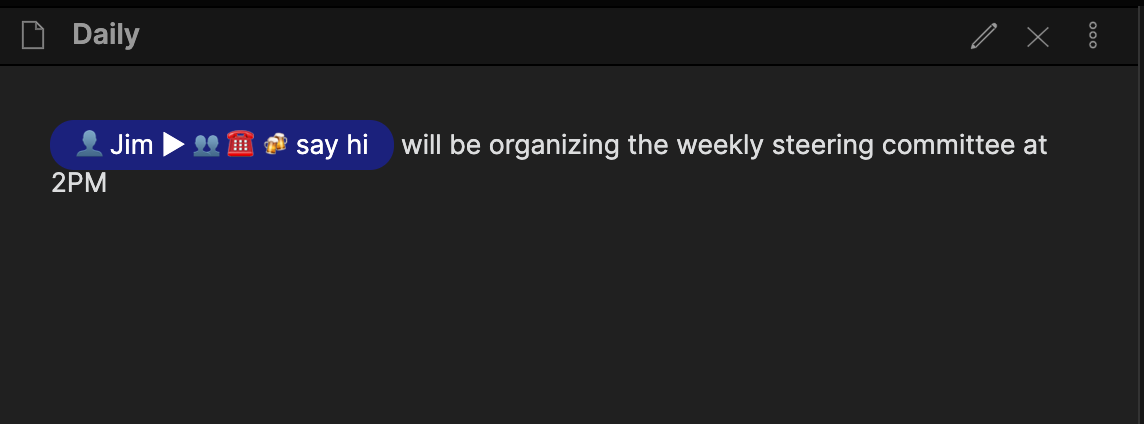 Daily
👤 Jim ▶ 👥 ☎️ 🍻 say hi will be organizing the weekly steering committee at
2PM